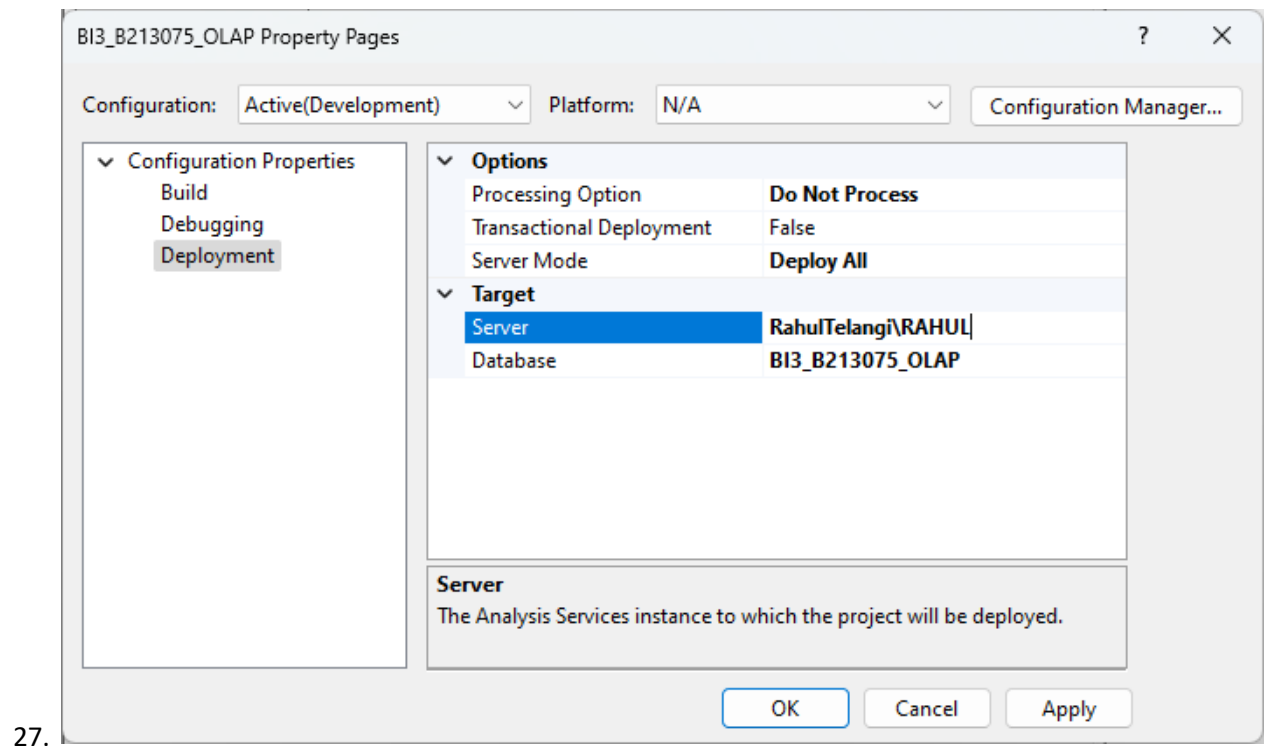 BI3_B213075_OLAP Property Pages ?
Configuration: Active(Development) Platform: N/A Configuration Manager...
Configuration Properties
Build
Debugging
Deployment
Options
Processing Option Do Not Process
Transactional Deployment False
Server Mode Deploy All
Target
Server RahulTelangi\RAHUL
Database BI3_B213075_OLAP
Server
The Analysis Services instance to which the project will be deployed.
OK Cancel Apply
27.